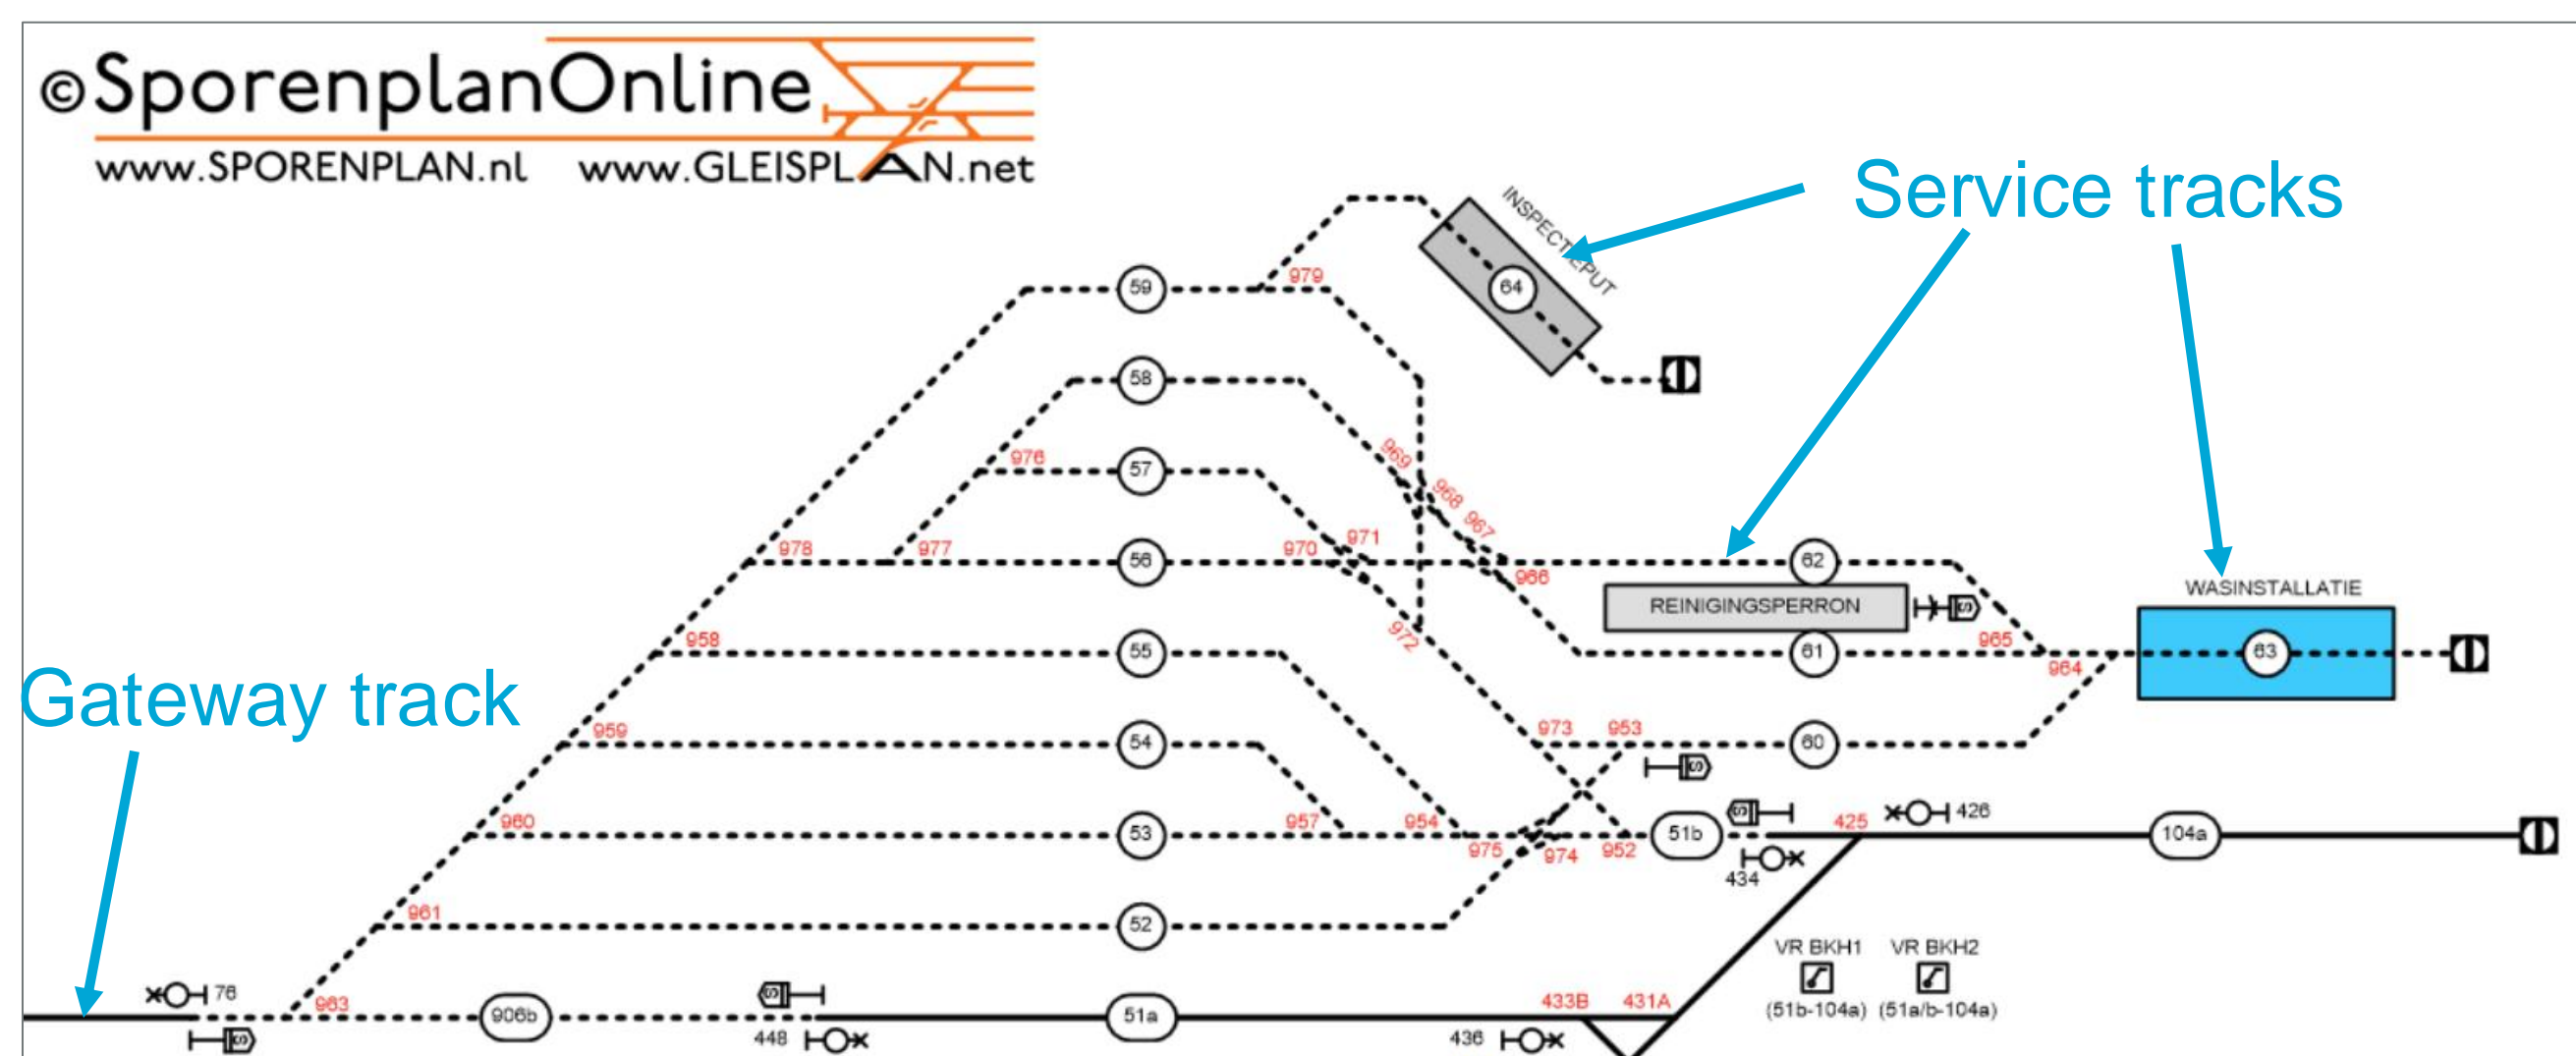 ©SporenplanOnline
www.SPORENPLAN.nl www.GLEISPLAN.net
Service tracks
INSPECTIEPUT
64
979
59
58
969
968
967
976
57
971
978
977
56
970
966
62
WASINSTALLATIE
REINIGINGSPERRON
S
972
958
55
61
965
964
63
Gateway track
959
54
973
953
60
S
960
53
957
954
51b
S
425
426
104a
975
974
952
434
961
52
VR BKH1 VR BKH2
(51b-104a) (51a/b-104a)
76
963
906b
S
51a
433B
431A
S
448
436